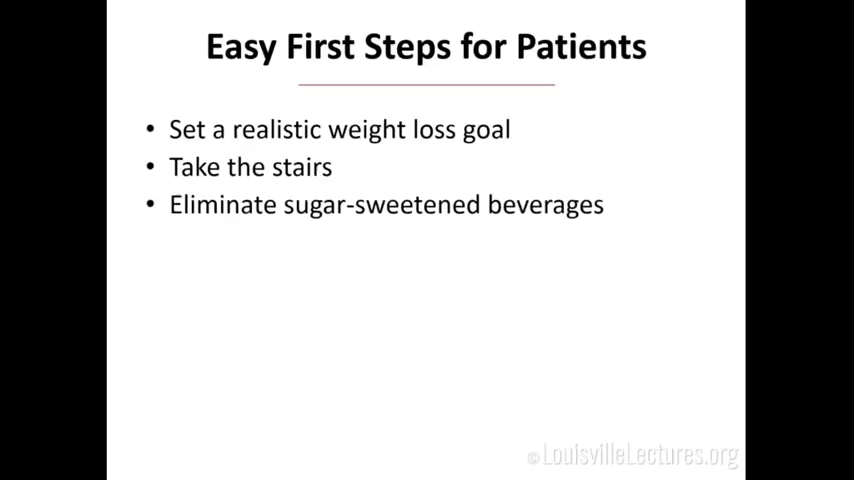 Easy First Steps for Patients
• Set a realistic weight loss goal
• Take the stairs
• Eliminate sugar-sweetened beverages
©LouisvilleLectures.org